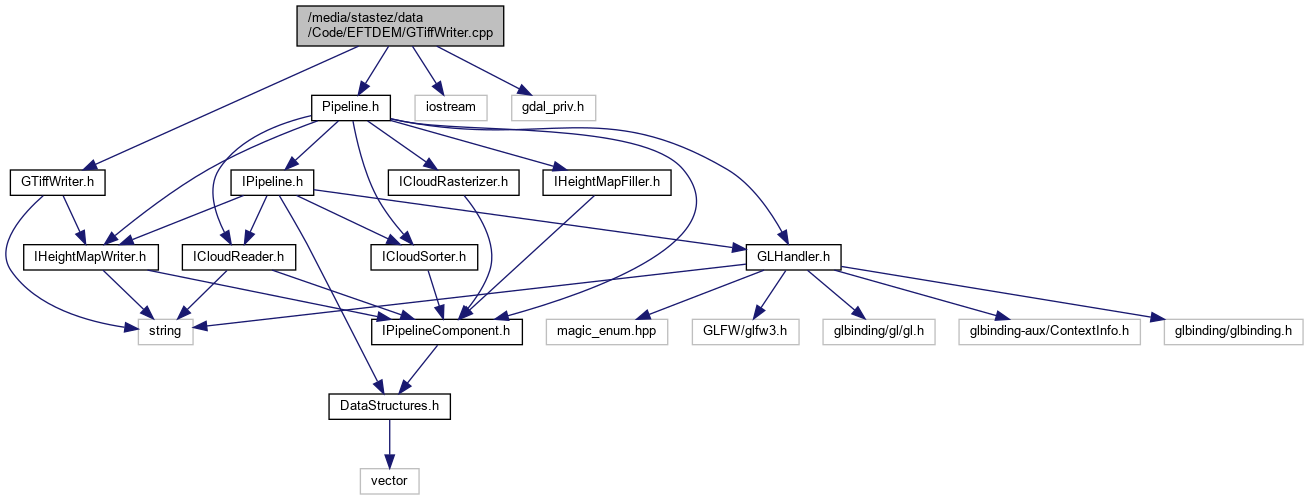 /media/stastez/data
/Code/EFTDEM/GTiffWriter.cpp
Pipeline.h
iostream
gdal_priv.h
GTiffWriter.h
IPipeline.h
ICloudRasterizer.h
IHeightMapFiller.h
IHeightMapWriter.h
ICloudReader.h
ICloudSorter.h
GLHandler.h
string
IPipelineComponent.h
magic_enum.hpp
GLFW/glfw3.h
glbinding/gl/gl.h
glbinding-aux/ContextInfo.h
glbinding/glbinding.h
DataStructures.h
vector